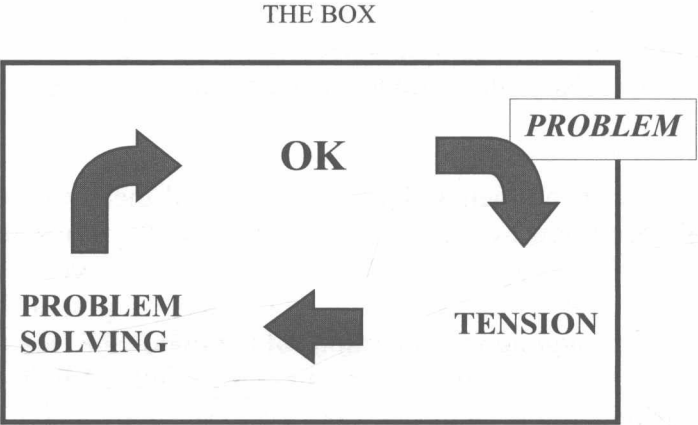 THE BOX
PROBLEM
OK
PROBLEM
SOLVING
TENSION